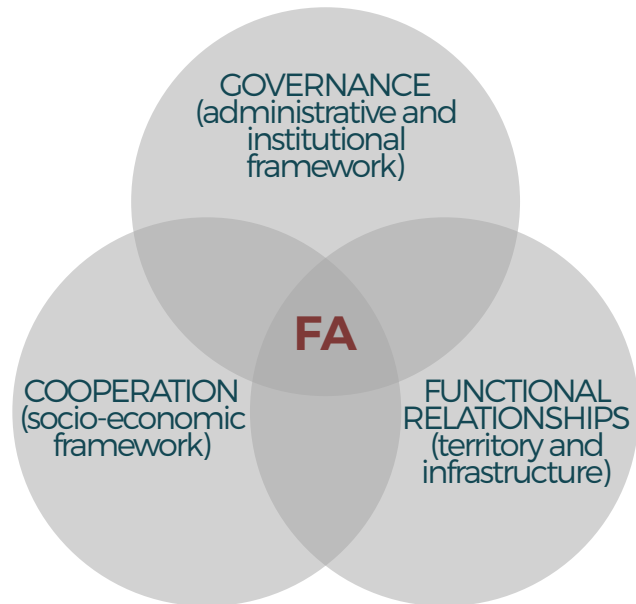 GOVERNANCE
(administrative and
institutional
framework)
FA
COOPERATION
(socio-economic
framework)
FUNCTIONAL
RELATIONSHIPS
(territory and
infrastructure)